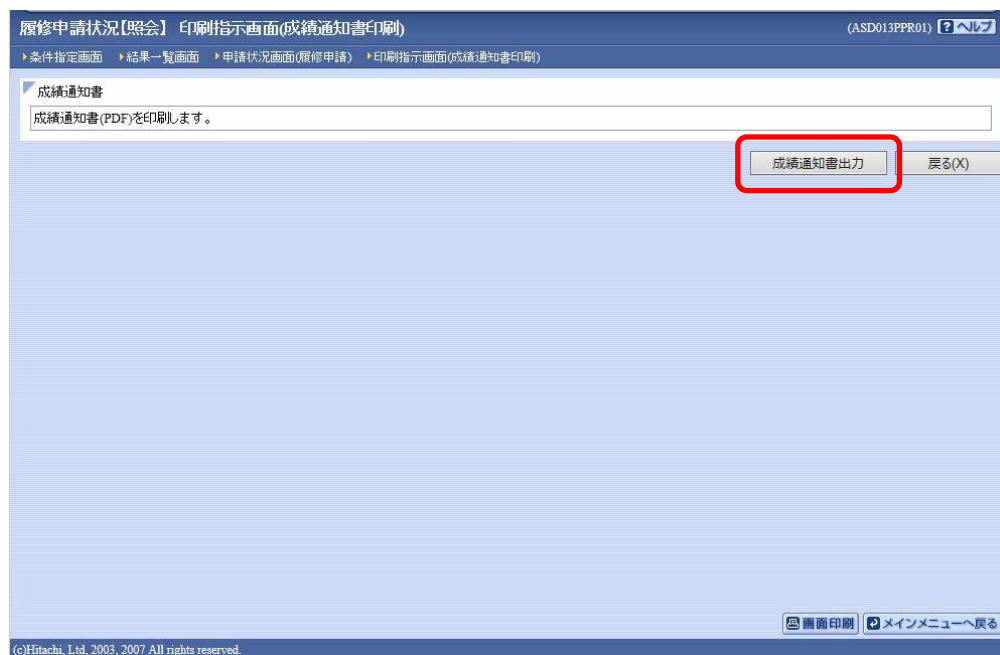 履修申請状況【照会】 印刷指示画面(成績通知書印刷) (ASD013PPR01) ? ヘルプ
条件指定画面 結果一覧画面 申請状況画面(履修申請) 印刷指示画面(成績通知書印刷)
成績通知書
成績通知書(PDF)を印刷します。
成績通知書出力 戻る(X)
画面印刷 メインメニューへ戻る
(c)Hitachi, Ltd, 2003, 2007 All rights reserved.